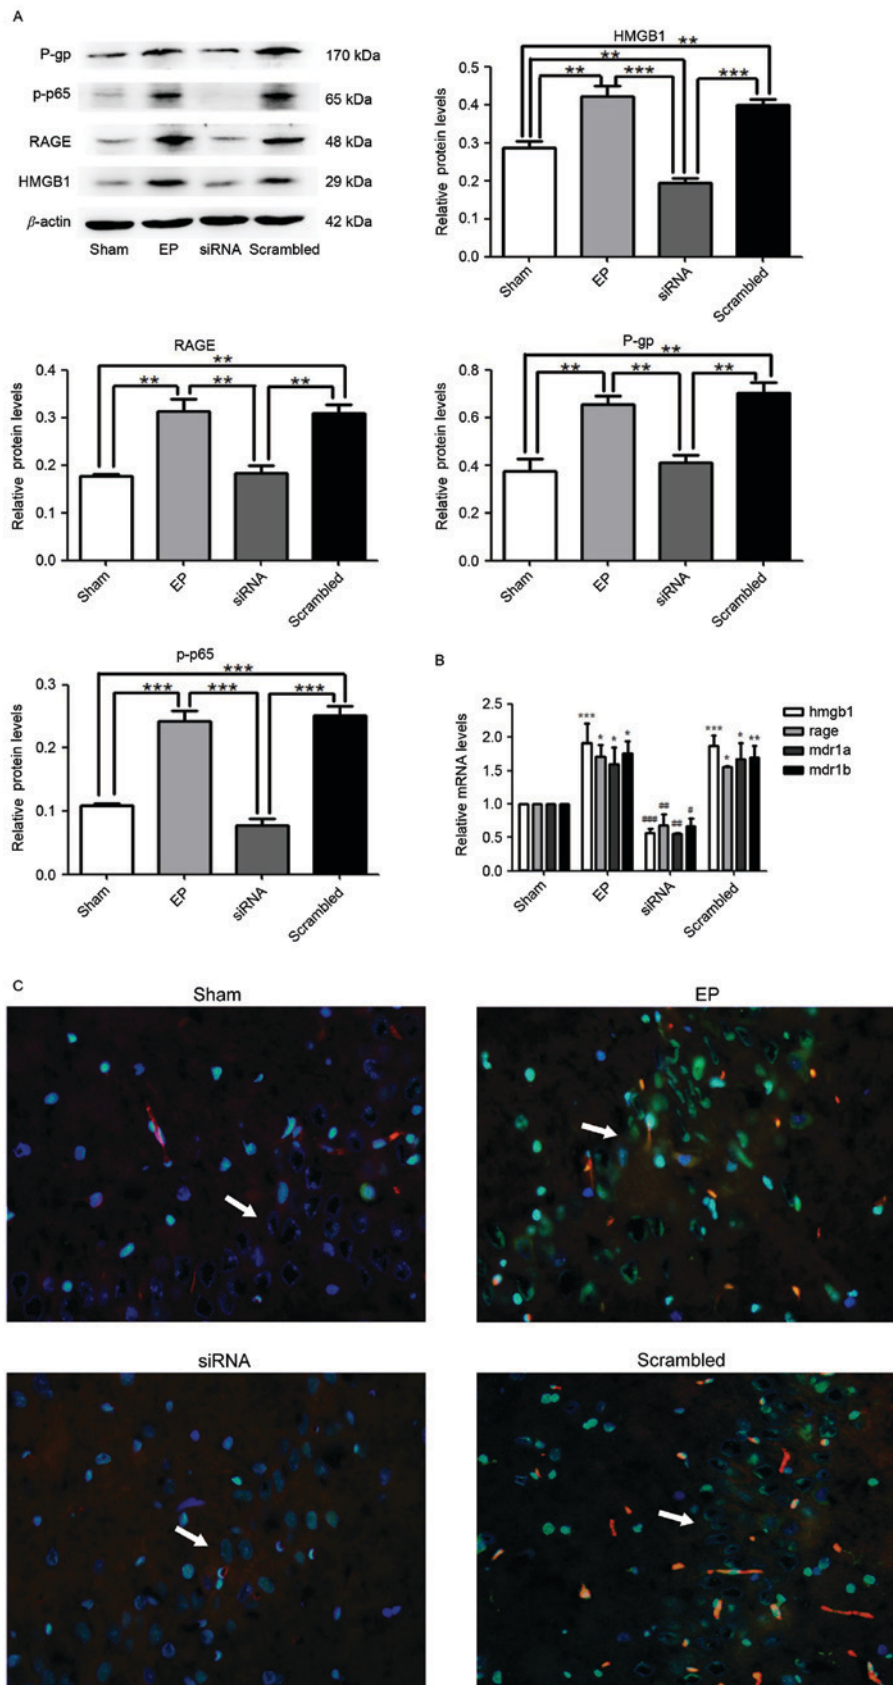 A
P-gp 170 kDa
p-p65 65 kDa
RAGE 48 kDa
HMGB1 29 kDa
β-actin 42 kDa
Sham EP siRNA Scrambled
HMGB1
**
**
** *** ***
Relative protein levels
0.5
0.4
0.3
0.2
0.1
0.0
Sham EP siRNA Scrambled
RAGE
**
** ** **
Relative protein levels
0.4
0.3
0.2
0.1
0.0
Sham EP siRNA Scrambled
P-gp
**
** ** **
Relative protein levels
0.8
0.6
0.4
0.2
0.0
Sham EP siRNA Scrambled
p-p65
***
*** *** ***
Relative protein levels
0.3
0.2
0.1
0.0
Sham EP siRNA Scrambled
B
Relative mRNA levels
2.5
2.0
1.5
1.0
0.5
0.0
*** * * *
### ## ## #
*** * * **
Sham EP siRNA Scrambled
hmgb1
rage
mdr1a
mdr1b
C
Sham EP
siRNA Scrambled